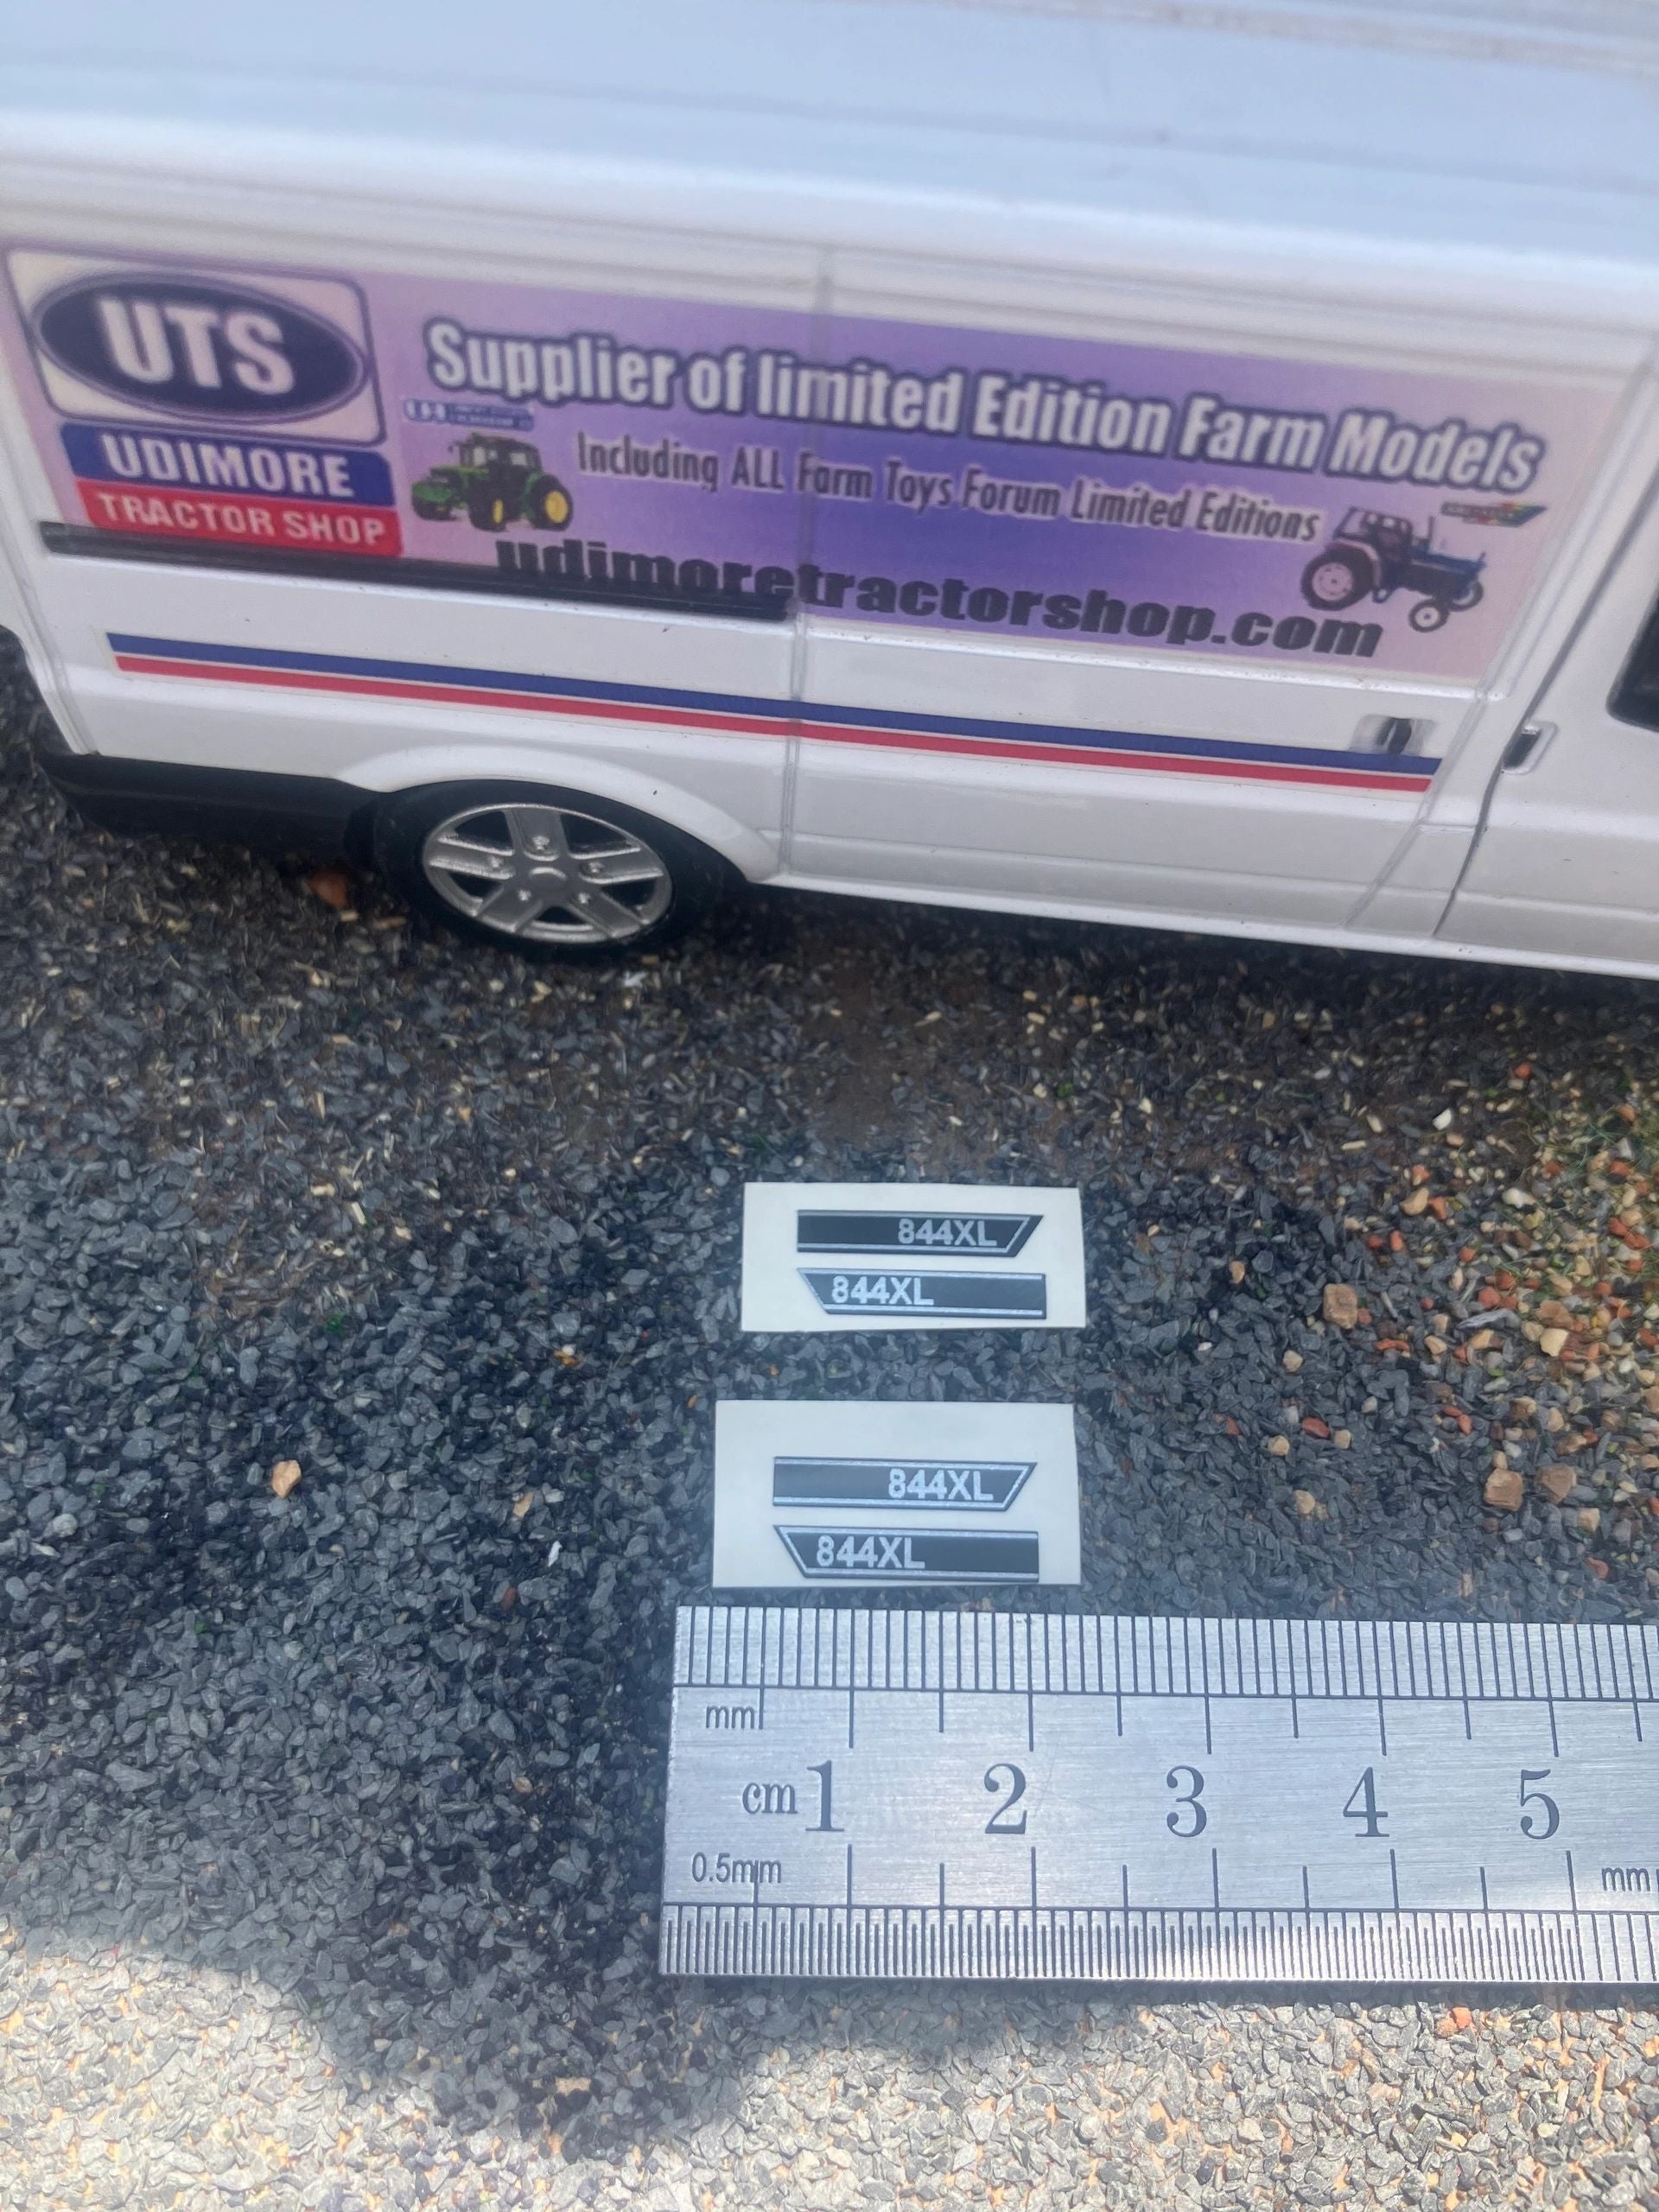 UTS
UDIMORE
TRACTOR SHOP
Supplier of limited Edition Farm Models
Including ALL Farm Toys Forum Limited Editions
udimoretractorshop.com
844XL
844XL
844XL
844XL
mm
cm 1 2 3 4 5
0.5mm mm